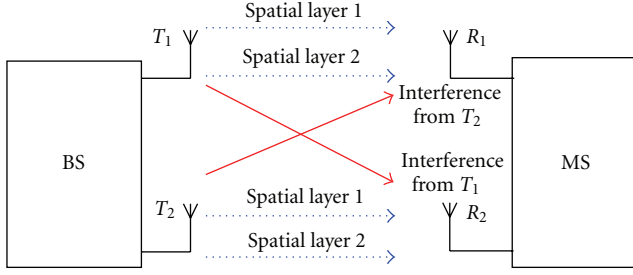 Spatial layer 1
T1
R1
Spatial layer 2
Interference
from T2
BS
MS
Interference
from T1
Spatial layer 1
T2
R2
Spatial layer 2